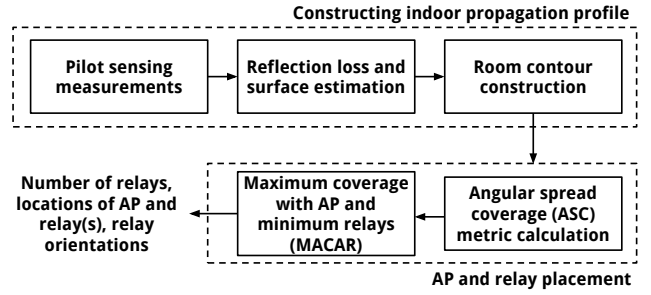 Constructing indoor propagation profile
Pilot sensing
measurements
Reflection loss and
surface estimation
Room contour
construction
Angular spread
coverage (ASC)
metric calculation
Maximum coverage
with AP and
minimum relays
(MACAR)
Number of relays,
locations of AP and
relay(s), relay
orientations
AP and relay placement